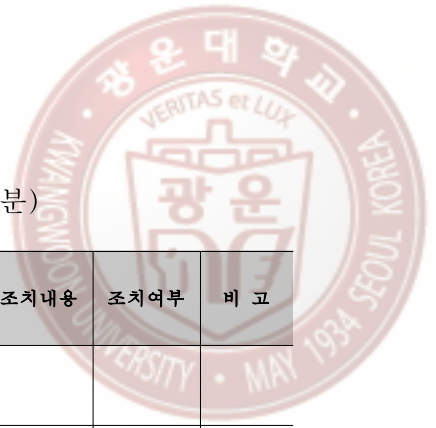 광운대학교
VERITAS et LUX
광운
KWANGWOON UNIVERSITY • MAY 1934 SEOUL KOREA
분)
조치내용 조치여부 비 고